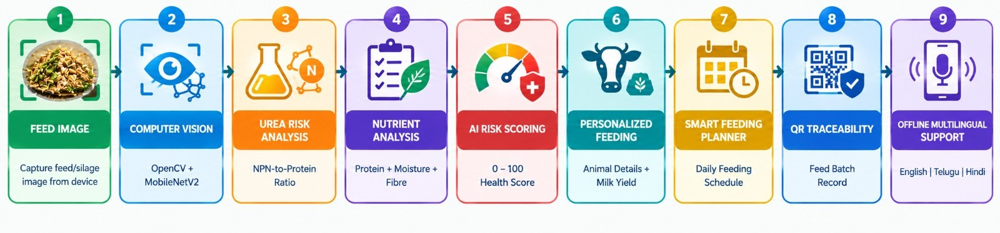 1
FEED IMAGE
Capture feed/silage
image from device
2
COMPUTER VISION
OpenCV +
MobileNetV2
3
N
UREA RISK
ANALYSIS
NPN-to-Protein
Ratio
4
NUTRIENT
ANALYSIS
Protein + Moisture +
Fibre
5
AI RISK SCORING
0 – 100
Health Score
6
PERSONALIZED
FEEDING
Animal Details +
Milk Yield
7
SMART FEEDING
PLANNER
Daily Feeding
Schedule
8
QR TRACEABILITY
Feed Batch
Record
9
OFFLINE MULTILINGUAL
SUPPORT
English | Telugu | Hindi